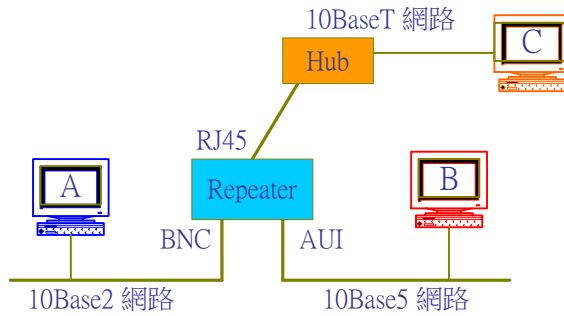 10BaseT 網路
C
Hub
RJ45
A
Repeater
B
BNC
AUI
10Base2 網路
10Base5 網路